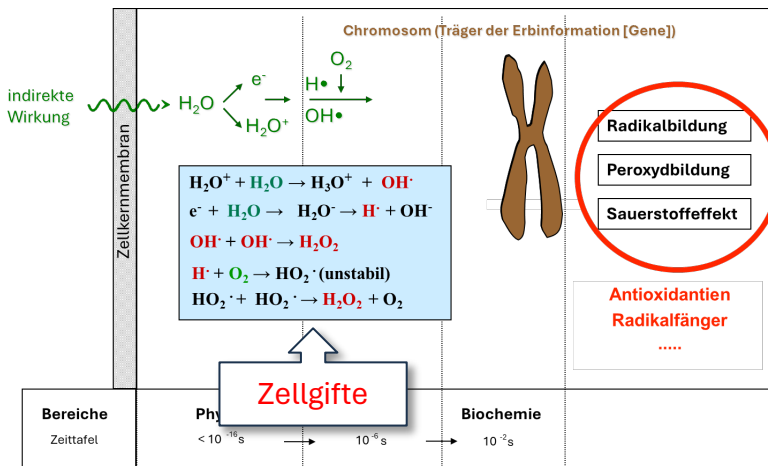 Chromosom (Träger der Erbinformation [Gene])
indirekte
Wirkung
Zellkernmembran
H₂O
e⁻
H₂O⁺
O₂
H•
OH•
Radikalbildung
Peroxydbildung
Sauerstoffeffekt
H₂O⁺ + H₂O → H₃O⁺ + OH·
e⁻ + H₂O → H₂O⁻ → H· + OH⁻
OH· + OH· → H₂O₂
H· + O₂ → HO₂· (unstabil)
HO₂· + HO₂· → H₂O₂ + O₂
Antioxidantien
Radikalfänger
.....
Zellgifte
Bereiche
Biochemie
Zeittafel
< 10 ⁻¹⁶s
10 ⁻⁶s
10 ⁻²s